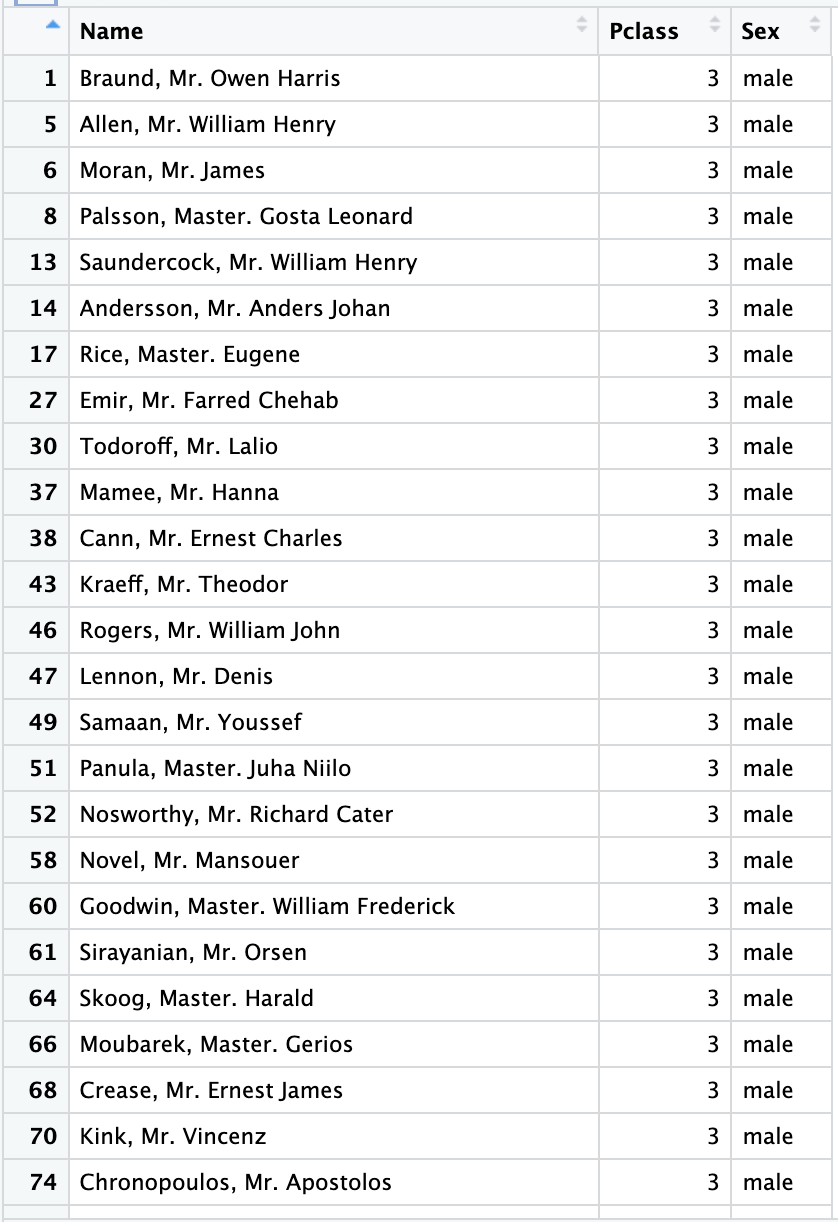 Name Pclass Sex
1 Braund, Mr. Owen Harris 3 male
5 Allen, Mr. William Henry 3 male
6 Moran, Mr. James 3 male
8 Palsson, Master. Gosta Leonard 3 male
13 Saundercock, Mr. William Henry 3 male
14 Andersson, Mr. Anders Johan 3 male
17 Rice, Master. Eugene 3 male
27 Emir, Mr. Farred Chehab 3 male
30 Todoroff, Mr. Lalio 3 male
37 Mamee, Mr. Hanna 3 male
38 Cann, Mr. Ernest Charles 3 male
43 Kraeff, Mr. Theodor 3 male
46 Rogers, Mr. William John 3 male
47 Lennon, Mr. Denis 3 male
49 Samaan, Mr. Youssef 3 male
51 Panula, Master. Juha Niilo 3 male
52 Nosworthy, Mr. Richard Cater 3 male
58 Novel, Mr. Mansouer 3 male
60 Goodwin, Master. William Frederick 3 male
61 Sirayanian, Mr. Orsen 3 male
64 Skoog, Master. Harald 3 male
66 Moubarek, Master. Gerios 3 male
68 Crease, Mr. Ernest James 3 male
70 Kink, Mr. Vincenz 3 male
74 Chronopoulos, Mr. Apostolos 3 male